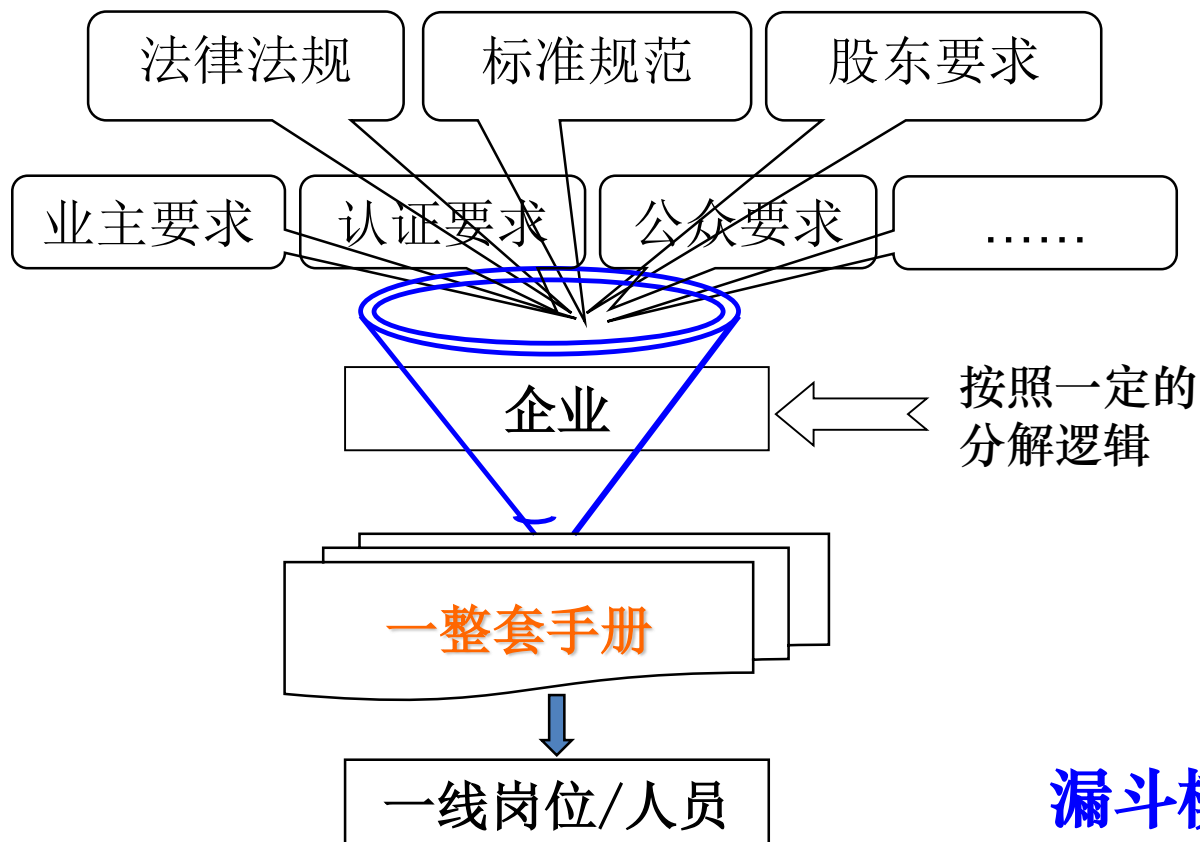 法律法规
标准规范
股东要求
业主要求
认证要求
公众要求
……
企业
按照一定的
分解逻辑
一整套手册
一线岗位/人员
漏斗